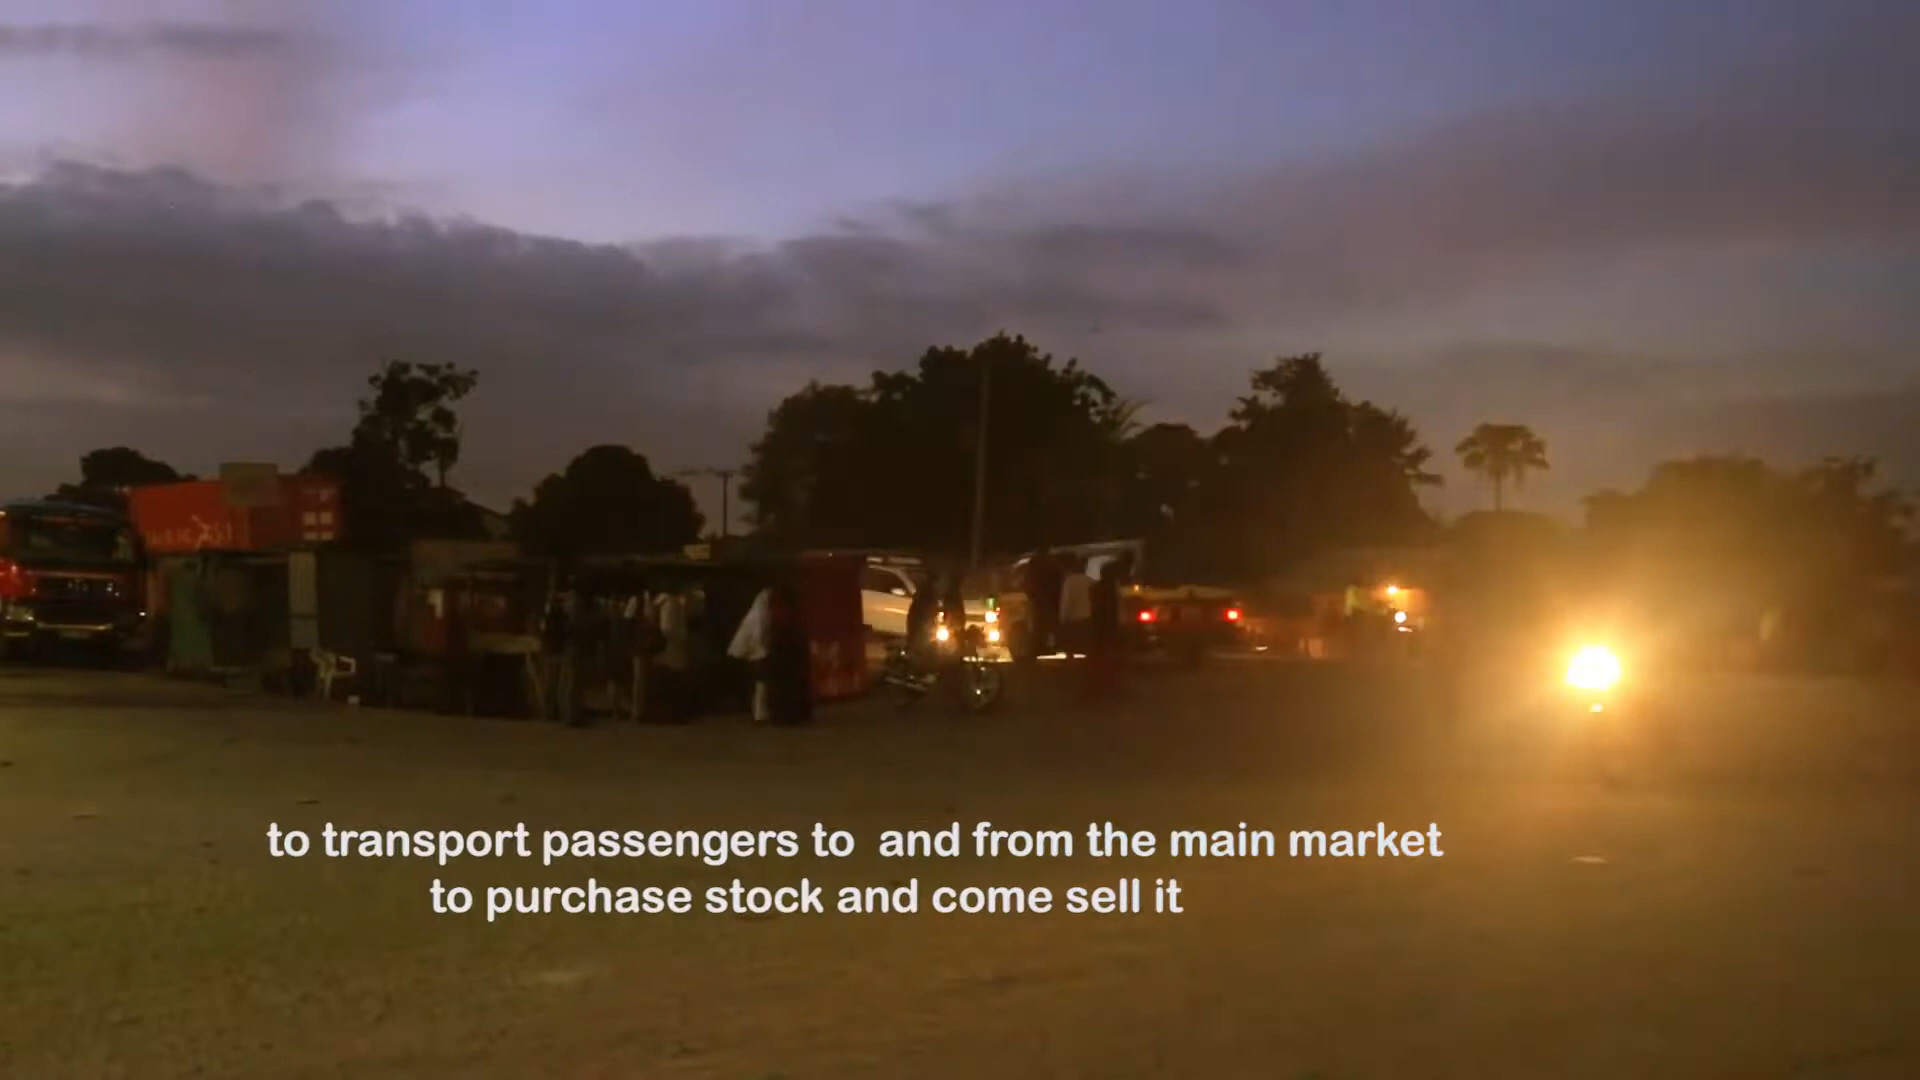 to transport passengers to  and from the main market
to purchase stock and come sell it